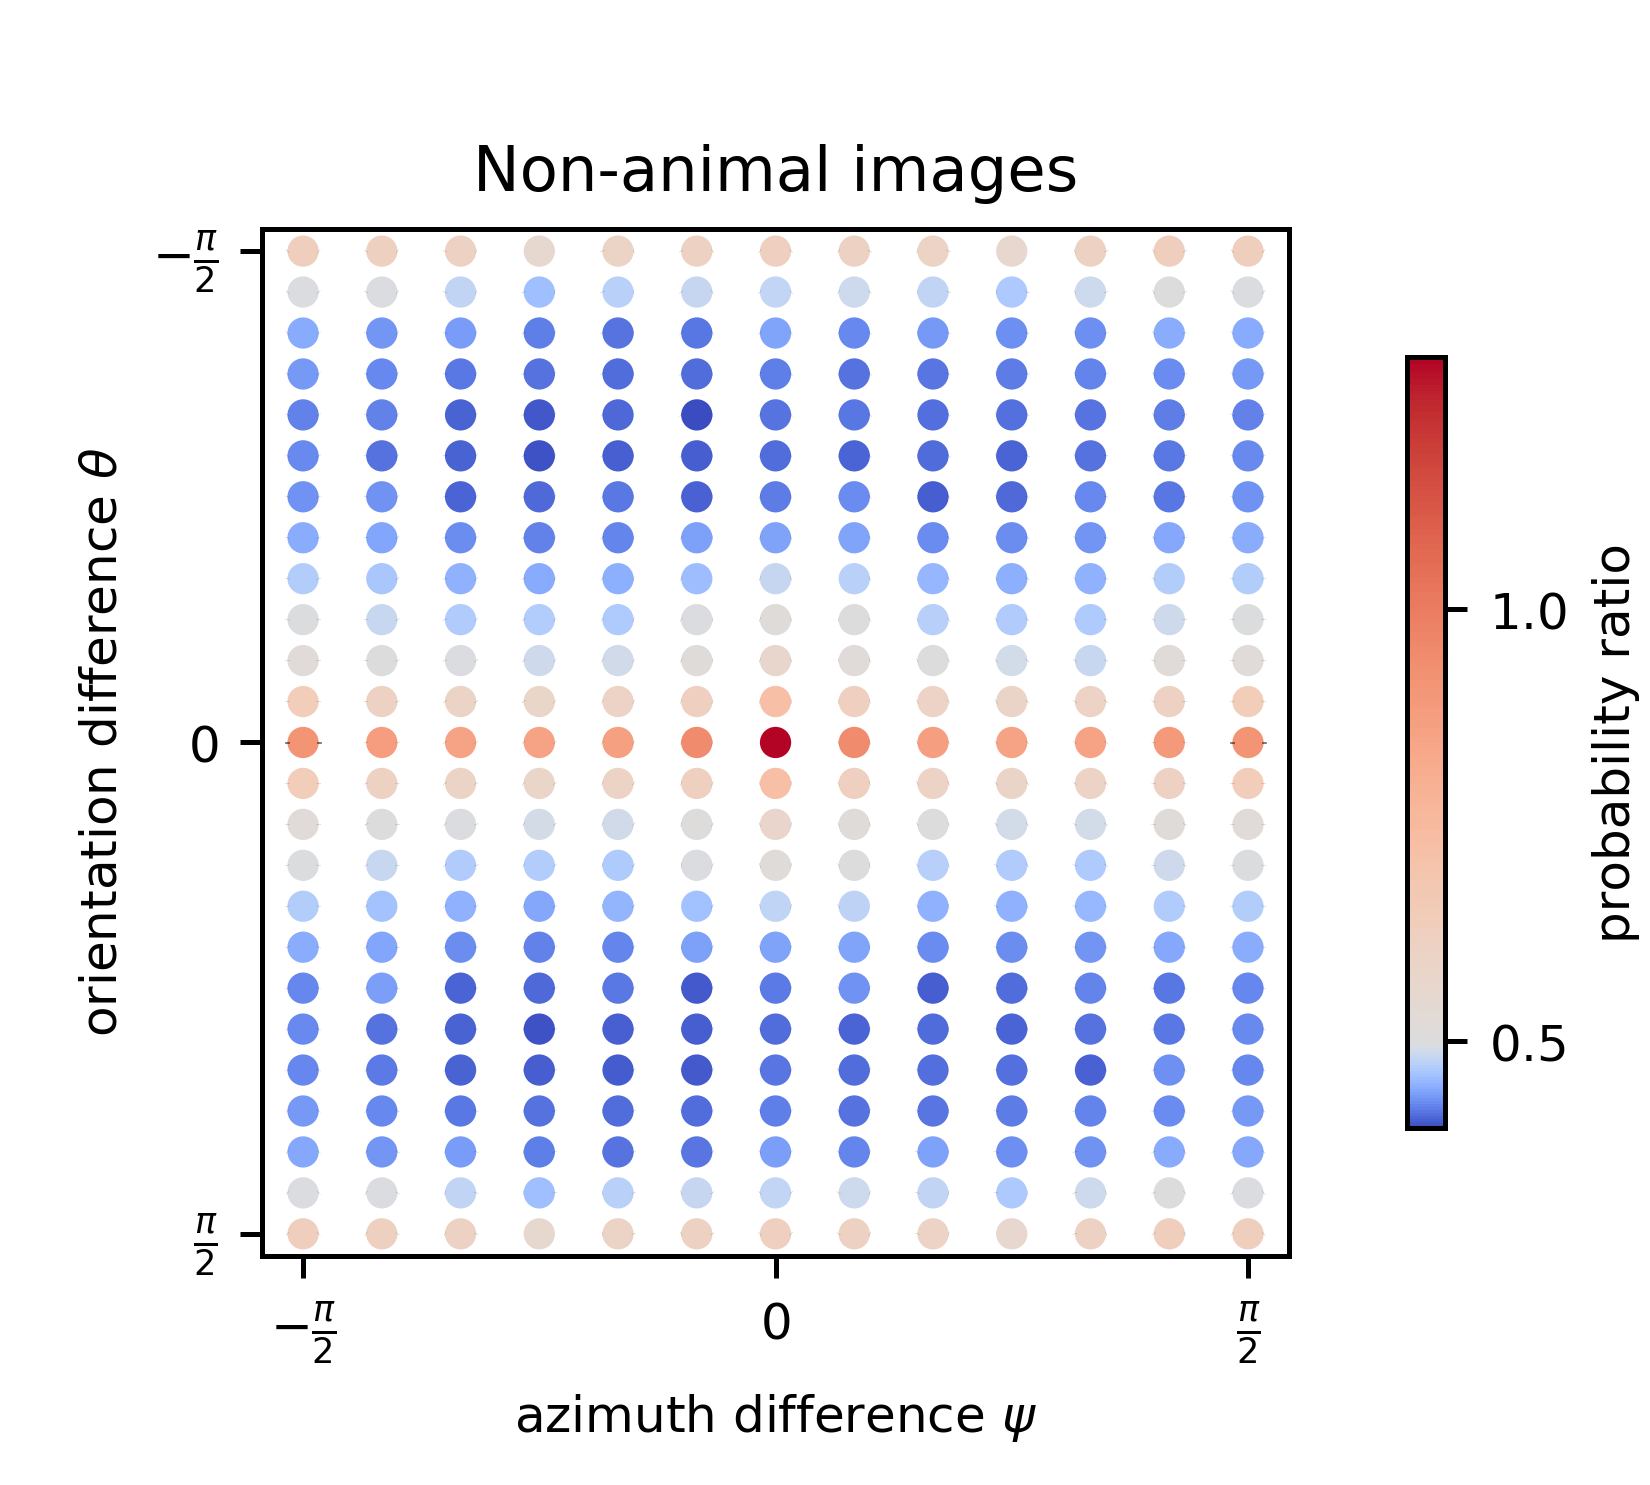 Non-animal images
−π/2
0
π/2
orientation difference θ
−π/2
0
π/2
azimuth difference ψ
1.0
0.5
probability ratio